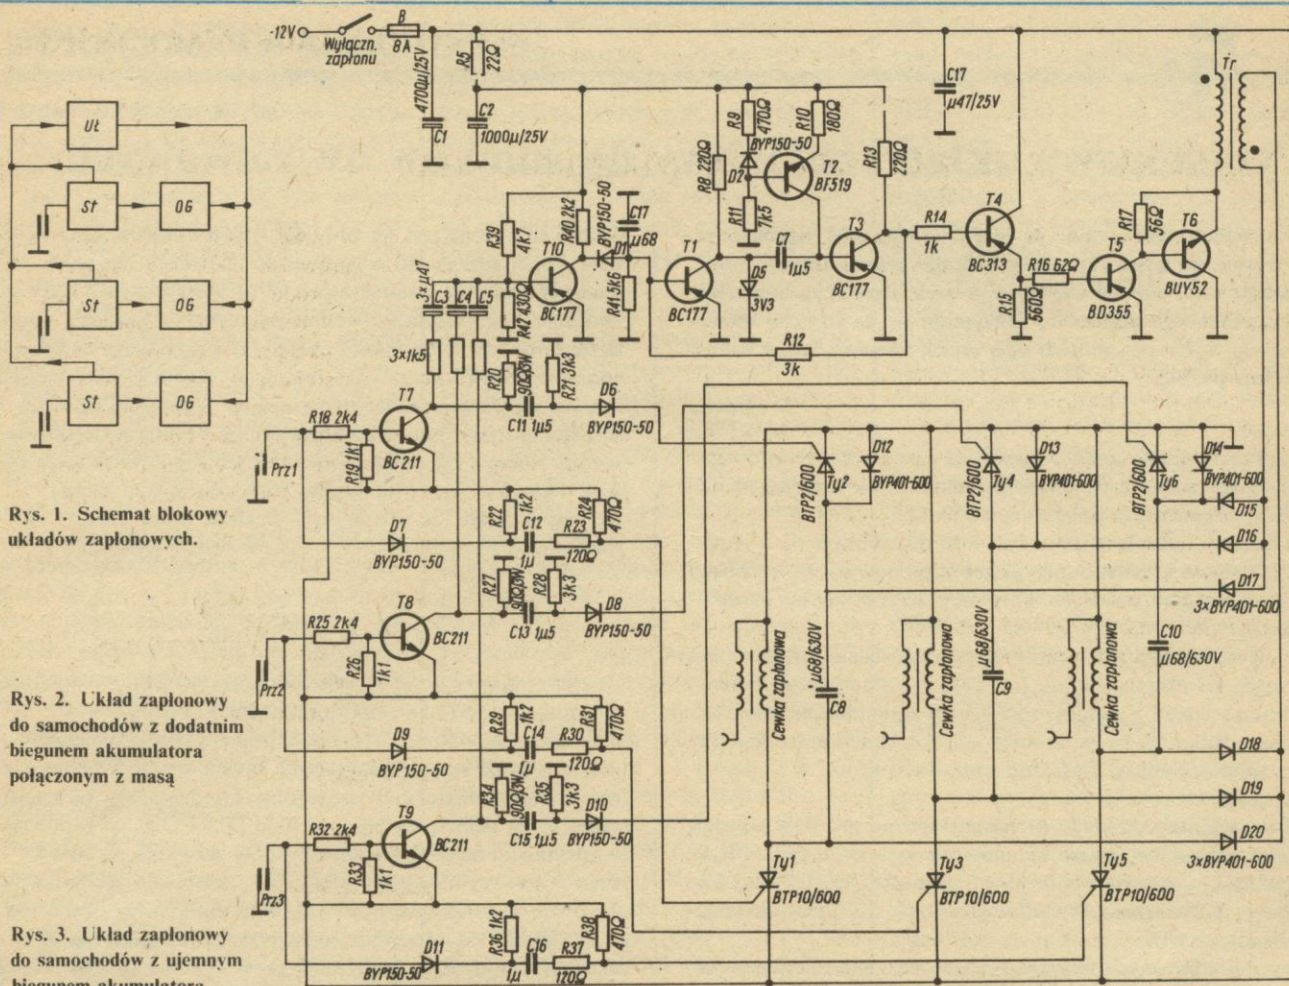 -12V
Wyłączn.
zapłonu
B
8A
4700µ/25V
C1
R5
22Ω
C2
1000µ/25V
C17
µ47/25V
Tr
UŁ
St
OG
St
OG
St
OG
R39
4k7
R40 2k2
BYP150-50
D1
C17
µ68
T10
BC177
R42 430Ω
R41 5k6
3× µ47
C3
C4
C5
3×1k5
R8 220Ω
R9
470Ω
R10
180Ω
BYP150-50
D2
T2
BF519
R11
7k5
R13
220Ω
T1
BC177
D5
3V3
C7
1µ5
T3
BC177
R12
3k
R14
1k
T4
BC313
R15
560Ω
R16 62Ω
R17
56Ω
T5
BD355
T6
BUY52
R20
90Ω/3W
R21 3k3
D6
BYP150-50
C11 1µ5
T7
BC211
R18 2k4
R19 1k1
Prz1
Rys. 1. Schemat blokowy
układów zapłonowych.
D7
BYP150-50
R22
1k2
C12
1µ
R23
120Ω
R24
470Ω
R27
90Ω/3W
R28
3k3
D8
BYP150-50
C13 1µ5
T8
BC211
R25 2k4
R26
1k1
Prz2
Rys. 2. Układ zapłonowy
do samochodów z dodatnim
biegunem akumulatora
połączonym z masą
D9
BYP150-50
R29
1k2
C14
1µ
R30
120Ω
R31
470Ω
R34
90Ω/3W
R35
3k3
D10
BYP150-50
C15 1µ5
T9
BC211
R32 2k4
R33
1k1
Prz3
Rys. 3. Układ zapłonowy
do samochodów z ujemnym
biegunem akumulatora
D11
BYP150-50
R36 1k2
C16
1µ
R37
120Ω
R38
470Ω
BTP2/600
Ty2
D12
BYP401-600
BTP2/600
Ty4
D13
BYP401-600
BTP2/600
Ty6
D14
BYP401-600
D15
D16
D17
3×BYP401-600
Cewka zapłonowa
µ68/630V
C8
Cewka zapłonowa
µ68/630V
C9
Cewka zapłonowa
C10
µ68/630V
D18
D19
D20
3×BYP401-600
Ty1
BTP10/600
Ty3
BTP10/600
Ty5
BTP10/600